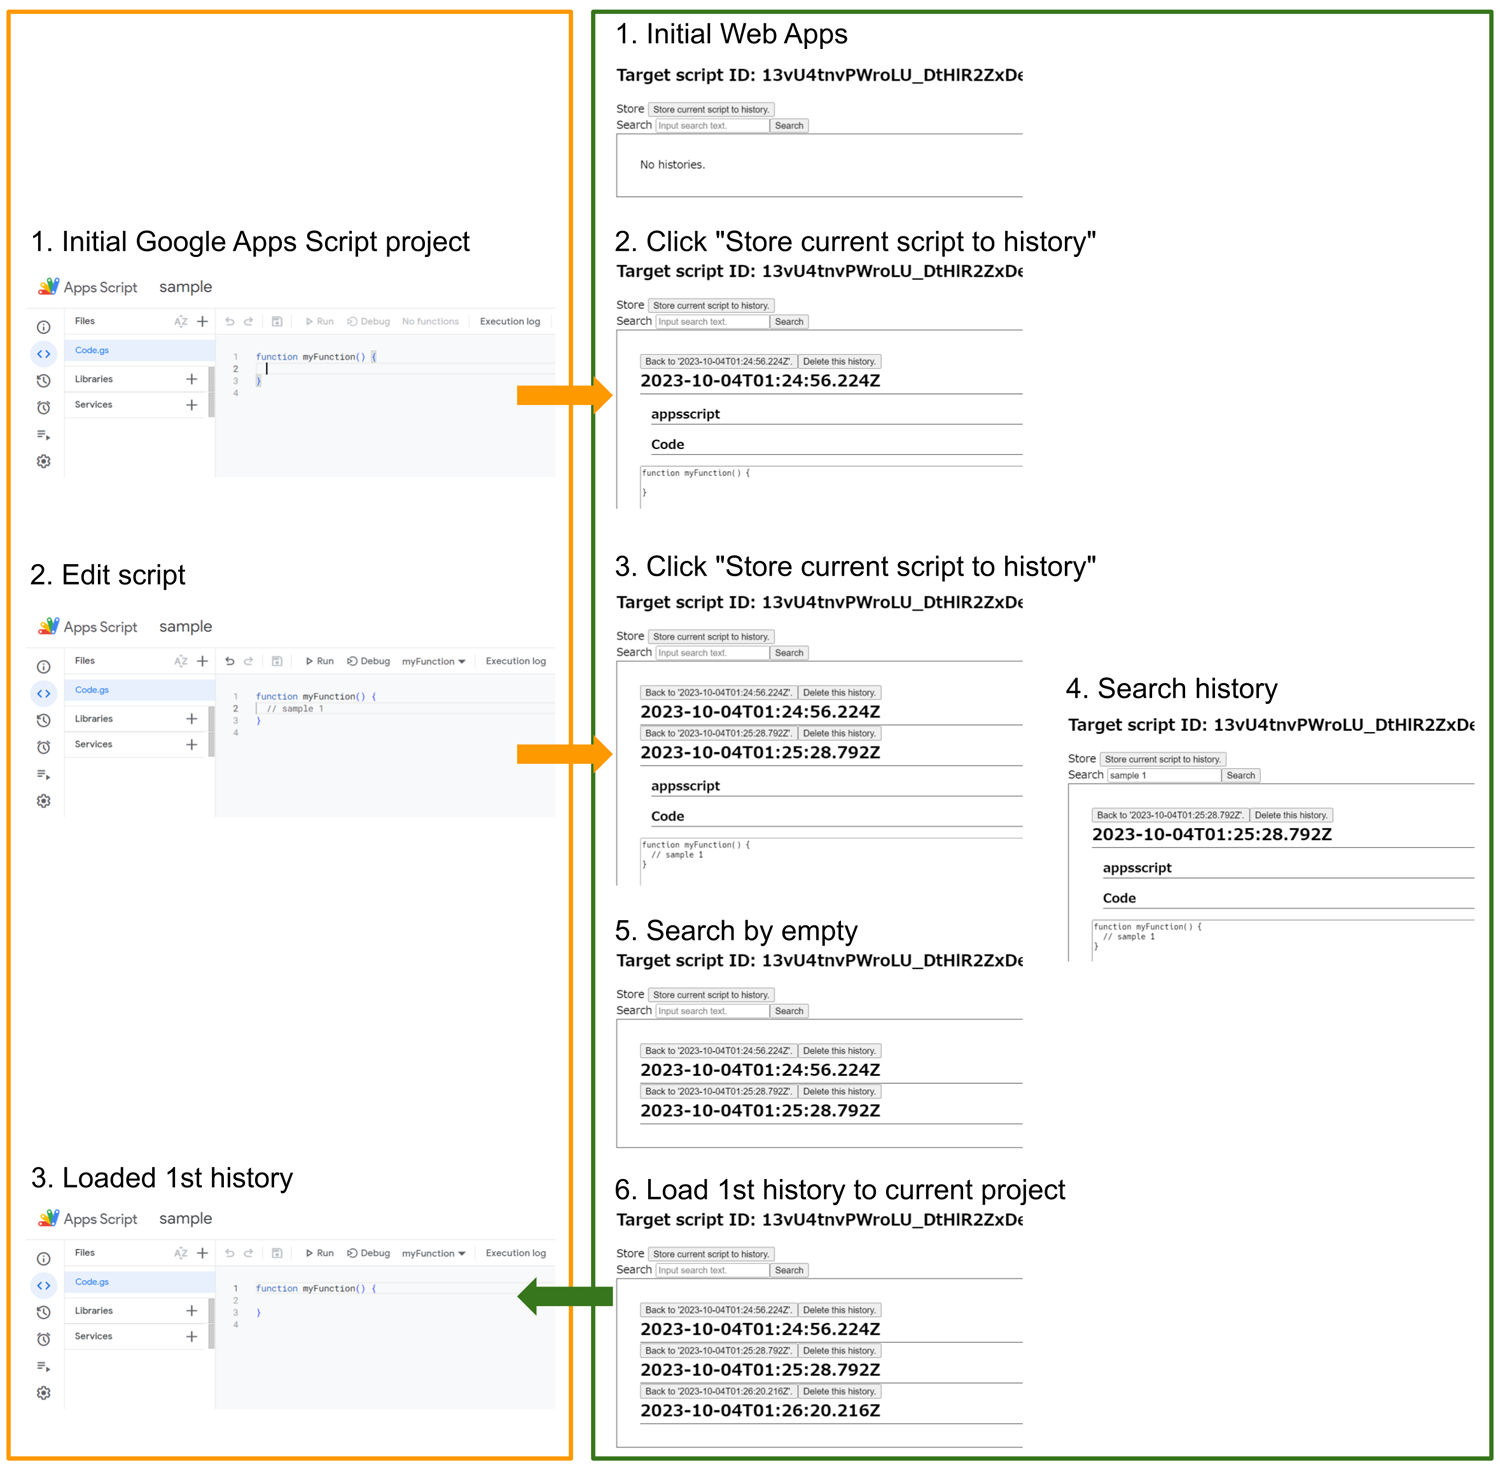 1. Initial Google Apps Script project
Apps Script sample
Files
Run Debug No functions Execution log
Code.gs
Libraries
Services
1 function myFunction() {
2
3 }
4
2. Edit script
Apps Script sample
Files
Run Debug myFunction Execution log
Code.gs
Libraries
Services
1 function myFunction() {
2 // sample 1
3 }
4
3. Loaded 1st history
Apps Script sample
Files
Run Debug myFunction Execution log
Code.gs
Libraries
Services
1 function myFunction() {
2
3 }
4
1. Initial Web Apps
Target script ID: 13vU4tnvPWroLU_DtHlR2ZxDe
Store Store current script to history.
Search Input search text. Search
No histories.
2. Click "Store current script to history"
Target script ID: 13vU4tnvPWroLU_DtHlR2ZxDe
Store Store current script to history.
Search Input search text. Search
Back to '2023-10-04T01:24:56.224Z'. Delete this history.
2023-10-04T01:24:56.224Z
appsscript
Code
function myFunction() {
}
3. Click "Store current script to history"
Target script ID: 13vU4tnvPWroLU_DtHlR2ZxDe
Store Store current script to history.
Search Input search text. Search
Back to '2023-10-04T01:24:56.224Z'. Delete this history.
2023-10-04T01:24:56.224Z
Back to '2023-10-04T01:25:28.792Z'. Delete this history.
2023-10-04T01:25:28.792Z
appsscript
Code
function myFunction() {
// sample 1
}
4. Search history
Target script ID: 13vU4tnvPWroLU_DtHlR2ZxDe
Store Store current script to history.
Search sample 1 Search
Back to '2023-10-04T01:25:28.792Z'. Delete this history.
2023-10-04T01:25:28.792Z
appsscript
Code
function myFunction() {
// sample 1
}
5. Search by empty
Target script ID: 13vU4tnvPWroLU_DtHlR2ZxDe
Store Store current script to history.
Search Input search text. Search
Back to '2023-10-04T01:24:56.224Z'. Delete this history.
2023-10-04T01:24:56.224Z
Back to '2023-10-04T01:25:28.792Z'. Delete this history.
2023-10-04T01:25:28.792Z
6. Load 1st history to current project
Target script ID: 13vU4tnvPWroLU_DtHlR2ZxDe
Store Store current script to history.
Search Input search text. Search
Back to '2023-10-04T01:24:56.224Z'. Delete this history.
2023-10-04T01:24:56.224Z
Back to '2023-10-04T01:25:28.792Z'. Delete this history.
2023-10-04T01:25:28.792Z
Back to '2023-10-04T01:26:20.216Z'. Delete this history.
2023-10-04T01:26:20.216Z